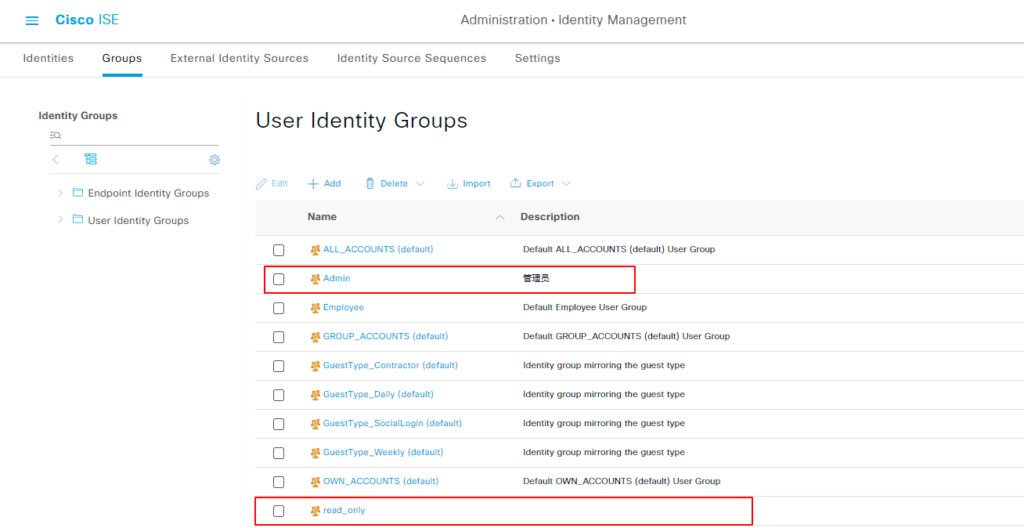 Cisco ISE
Administration • Identity Management
Identities Groups External Identity Sources Identity Source Sequences Settings
Identity Groups
Endpoint Identity Groups
User Identity Groups
User Identity Groups
Edit Add Delete Import Export
Name Description
ALL_ACCOUNTS (default) Default ALL_ACCOUNTS (default) User Group
Admin 管理员
Employee Default Employee User Group
GROUP_ACCOUNTS (default) Default GROUP_ACCOUNTS (default) User Group
GuestType_Contractor (default) Identity group mirroring the guest type
GuestType_Daily (default) Identity group mirroring the guest type
GuestType_SocialLogin (default) Identity group mirroring the guest type
GuestType_Weekly (default) Identity group mirroring the guest type
OWN_ACCOUNTS (default) Default OWN_ACCOUNTS (default) User Group
read_only